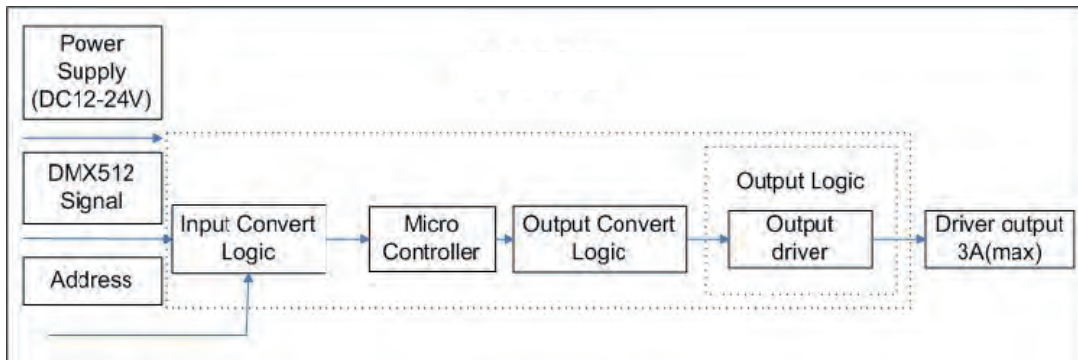 Power
Supply
(DC12-24V)
DMX512
Signal
Address
Input Convert
Logic
Micro
Controller
Output Convert
Logic
Output Logic
Output
driver
Driver output
3A(max)